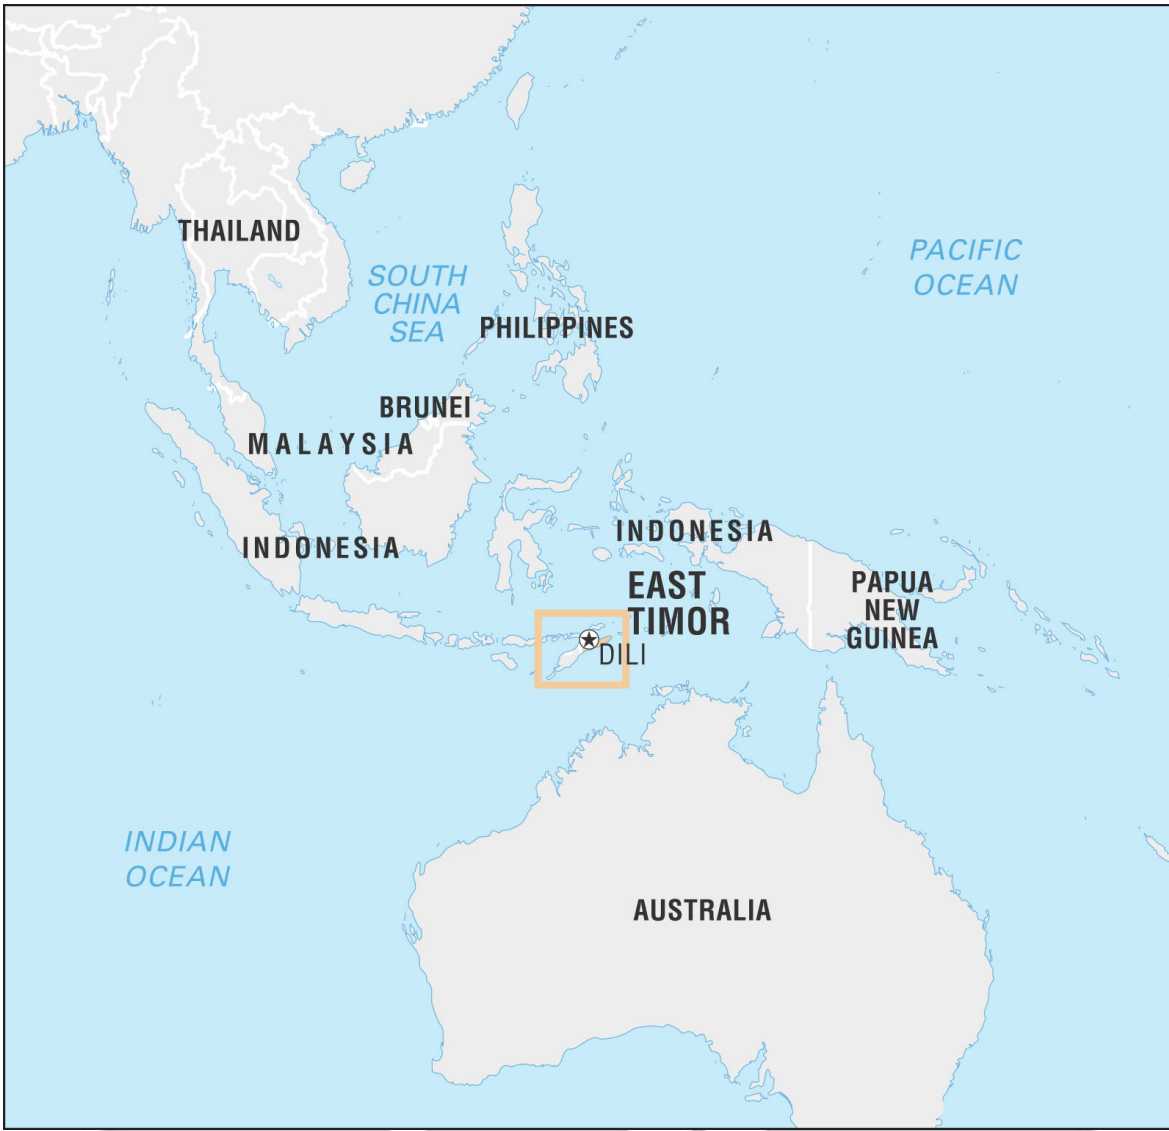 THAILAND
PACIFIC
OCEAN
SOUTH
CHINA
SEA
PHILIPPINES
BRUNEI
MALAYSIA
INDONESIA
INDONESIA
EAST
TIMOR
PAPUA
NEW
GUINEA
DILI
INDIAN
OCEAN
AUSTRALIA